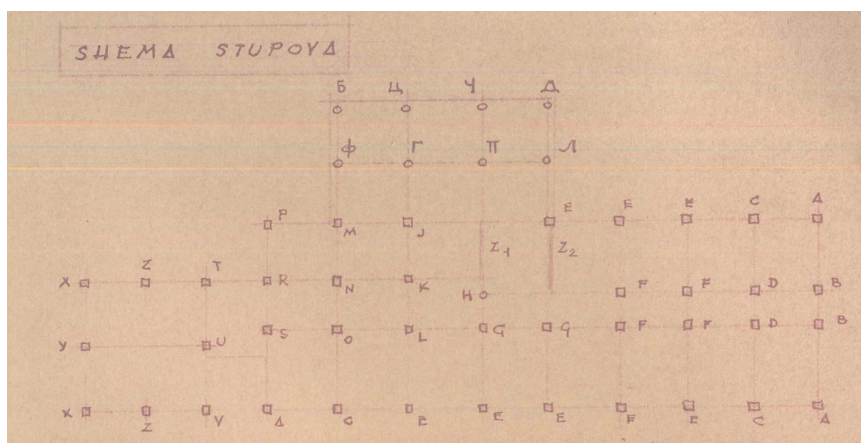 SHEMA STUPOVA
Б Ц Ч Д
Ф Г П Л
P M J E E E C A
Z1 Z2
X Z T R N K H F F D B
Y U S O L G G F F D B
X Z V A C E E E F E C A